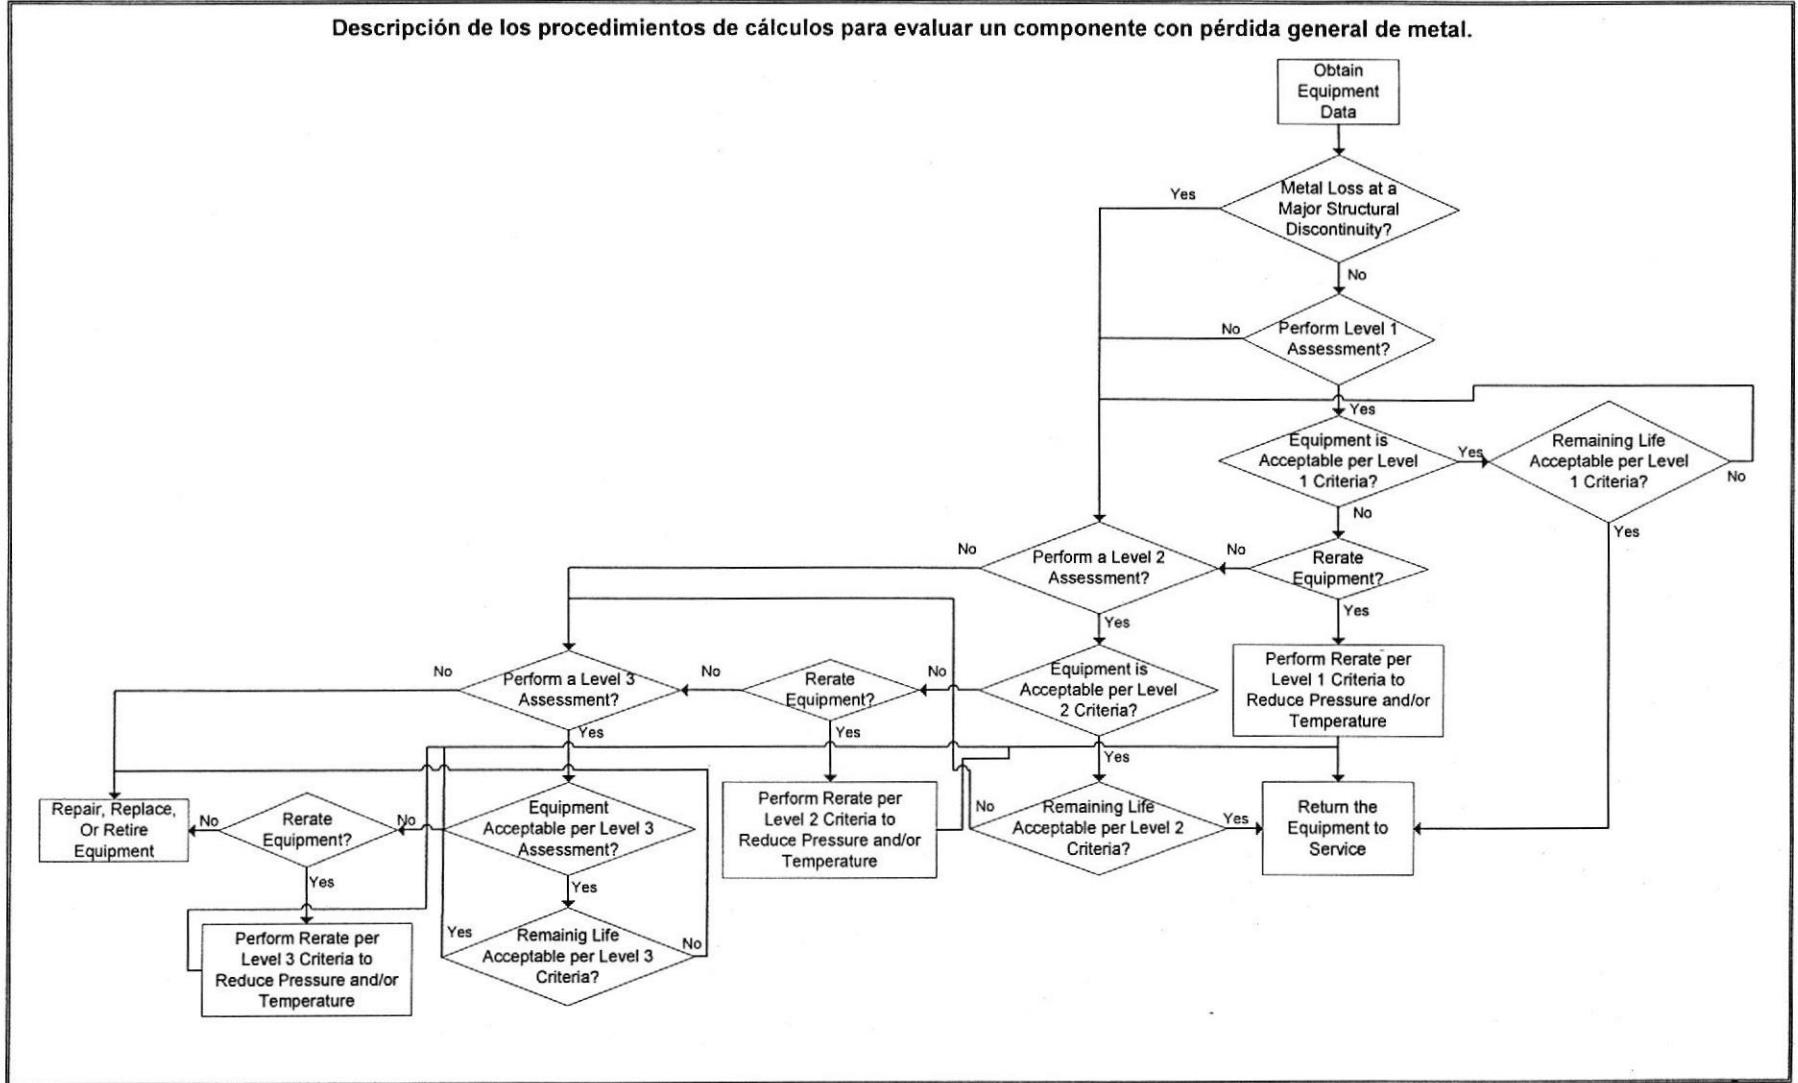 Descripción de los procedimientos de cálculos para evaluar un componente con pérdida general de metal.
Obtain
Equipment
Data
Metal Loss at a
Major Structural
Discontinuity?
Yes
No
Perform Level 1
Assessment?
No
Yes
Equipment is
Acceptable per Level
1 Criteria?
Yes
No
Remaining Life
Acceptable per Level
1 Criteria?
No
Yes
Rerate
Equipment?
No
Yes
Perform Rerate per
Level 1 Criteria to
Reduce Pressure and/or
Temperature
Perform a Level 2
Assessment?
No
Yes
Equipment is
Acceptable per Level
2 Criteria?
No
Yes
Rerate
Equipment?
No
Yes
Perform Rerate per
Level 2 Criteria to
Reduce Pressure and/or
Temperature
Remaining Life
Acceptable per Level 2
Criteria?
No
Yes
Return the
Equipment to
Service
Perform a Level 3
Assessment?
No
Yes
Equipment
Acceptable per Level 3
Assessment?
No
Yes
Rerate
Equipment?
No
Yes
Repair, Replace,
Or Retire
Equipment
Perform Rerate per
Level 3 Criteria to
Reduce Pressure and/or
Temperature
Remainig Life
Acceptable per Level 3
Criteria?
Yes
No